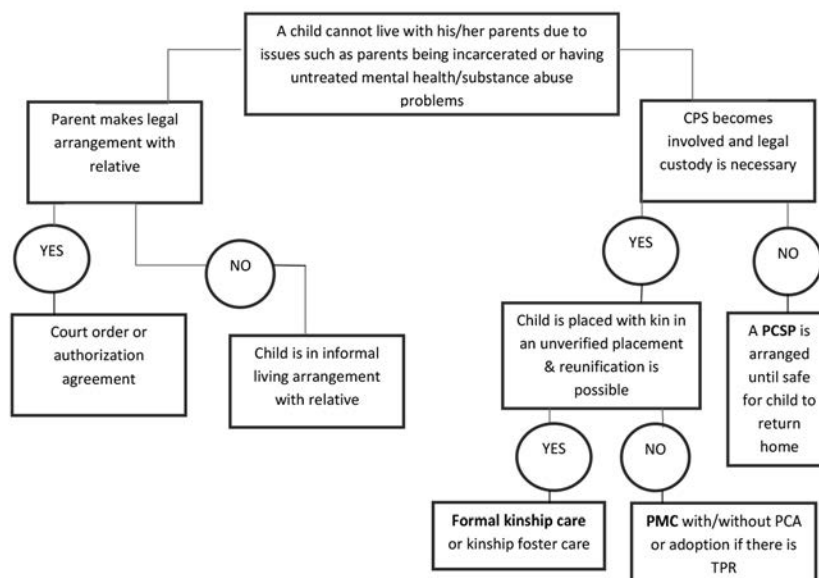 A child cannot live with his/her parents due to
issues such as parents being incarcerated or having
untreated mental health/substance abuse
problems
Parent makes legal
arrangement with
relative
CPS becomes
involved and legal
custody is necessary
YES
NO
YES
NO
Court order or
authorization
agreement
Child is in informal
living arrangement
with relative
Child is placed with kin in
an unverified placement
& reunification is
possible
A PCSP is
arranged
until safe
for child to
return
home
YES
NO
Formal kinship care
or kinship foster care
PMC with/without PCA
or adoption if there is
TPR